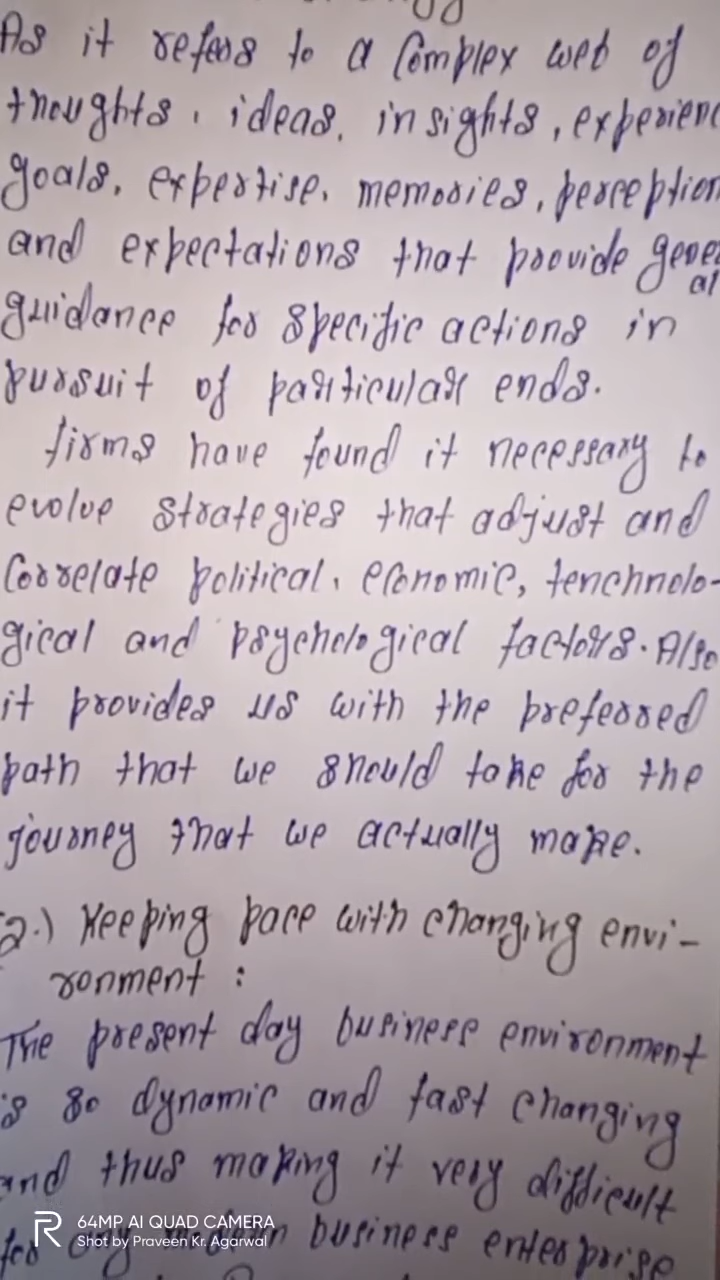 As it refers to a Complex web of
thoughts, ideas, insights, experienc
goals, expertise, memories, perception
and expectations that provide gener
al
guidance for specific actions in
pursuit of particular ends.
firms have found it necessary to
evolve strategies that adjust and
Correlate political, economic, tenchnolo-
gical and psychological factors. Also
it provides us with the preferred
path that we should take for the
journey that we actually make.
2.) Keeping pace with changing envi-
ronment :
The present day business environment
is so dynamic and fast changing
and thus making it very difficult
for any business enterprise
64MP AI QUAD CAMERA
Shot by Praveen Kr. Agarwal